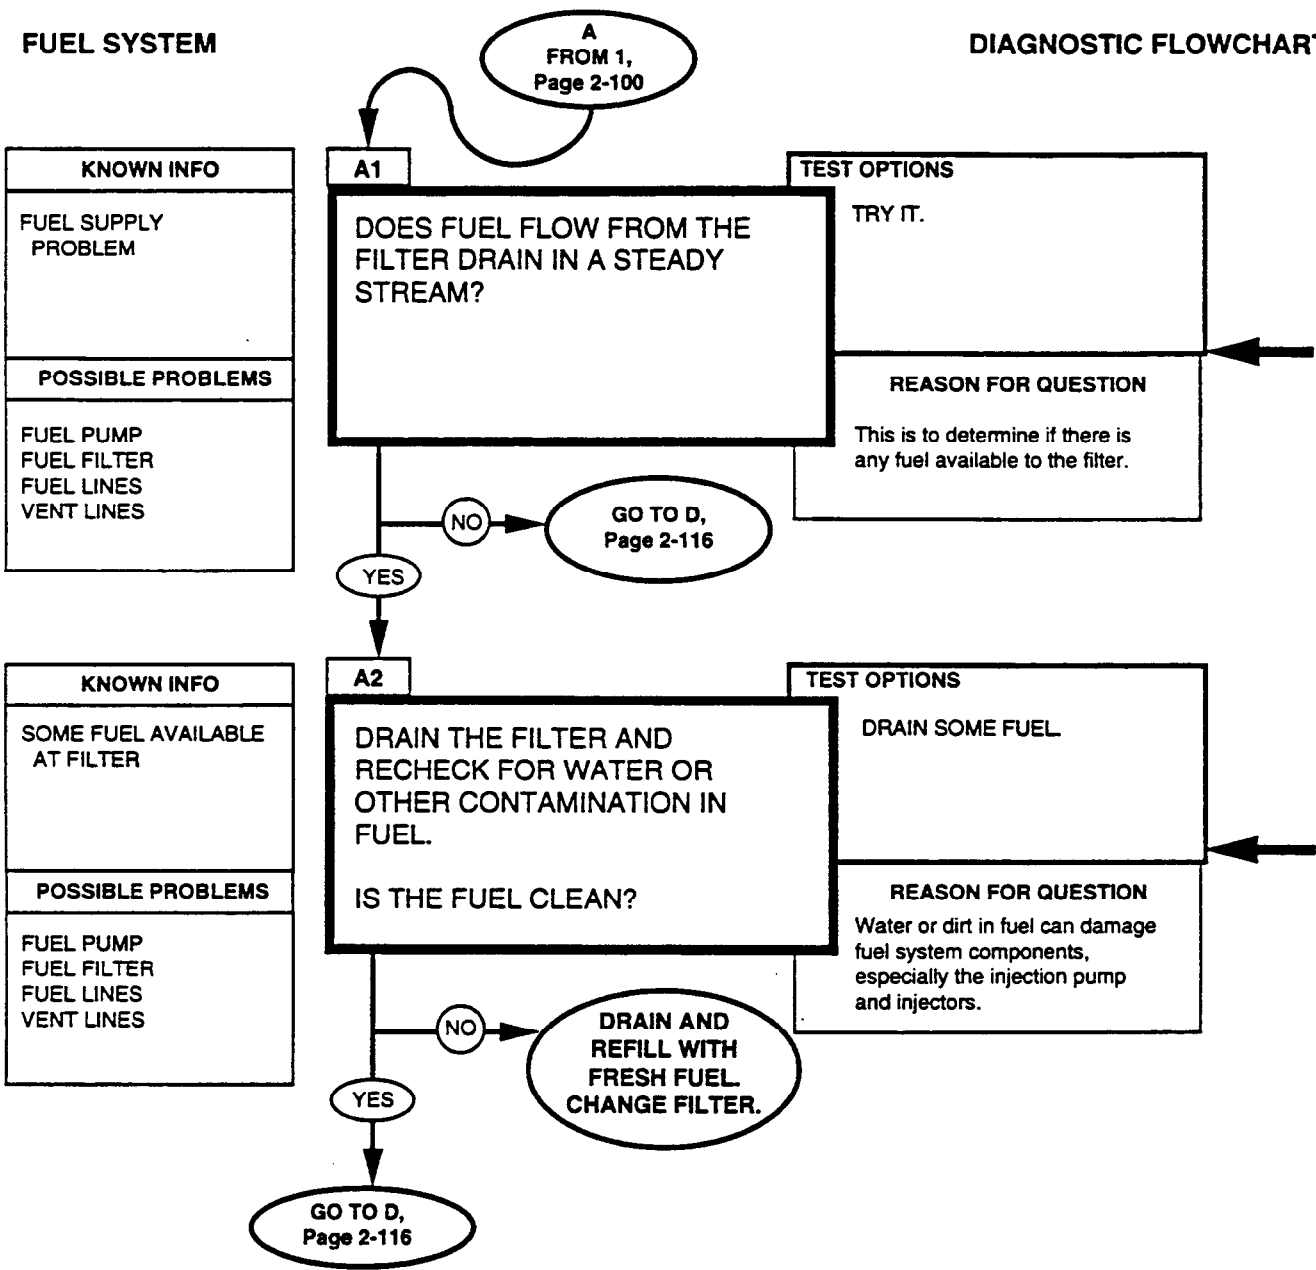 FUEL SYSTEM
A
FROM 1,
Page 2-100
DIAGNOSTIC FLOWCHART
KNOWN INFO
FUEL SUPPLY
PROBLEM
POSSIBLE PROBLEMS
FUEL PUMP
FUEL FILTER
FUEL LINES
VENT LINES
A1
DOES FUEL FLOW FROM THE
FILTER DRAIN IN A STEADY
STREAM?
TEST OPTIONS
TRY IT.
REASON FOR QUESTION
This is to determine if there is
any fuel available to the filter.
NO
GO TO D,
Page 2-116
YES
KNOWN INFO
SOME FUEL AVAILABLE
AT FILTER
POSSIBLE PROBLEMS
FUEL PUMP
FUEL FILTER
FUEL LINES
VENT LINES
A2
DRAIN THE FILTER AND
RECHECK FOR WATER OR
OTHER CONTAMINATION IN
FUEL.
IS THE FUEL CLEAN?
TEST OPTIONS
DRAIN SOME FUEL.
REASON FOR QUESTION
Water or dirt in fuel can damage
fuel system components,
especially the injection pump
and injectors.
NO
DRAIN AND
REFILL WITH
FRESH FUEL.
CHANGE FILTER.
YES
GO TO D,
Page 2-116